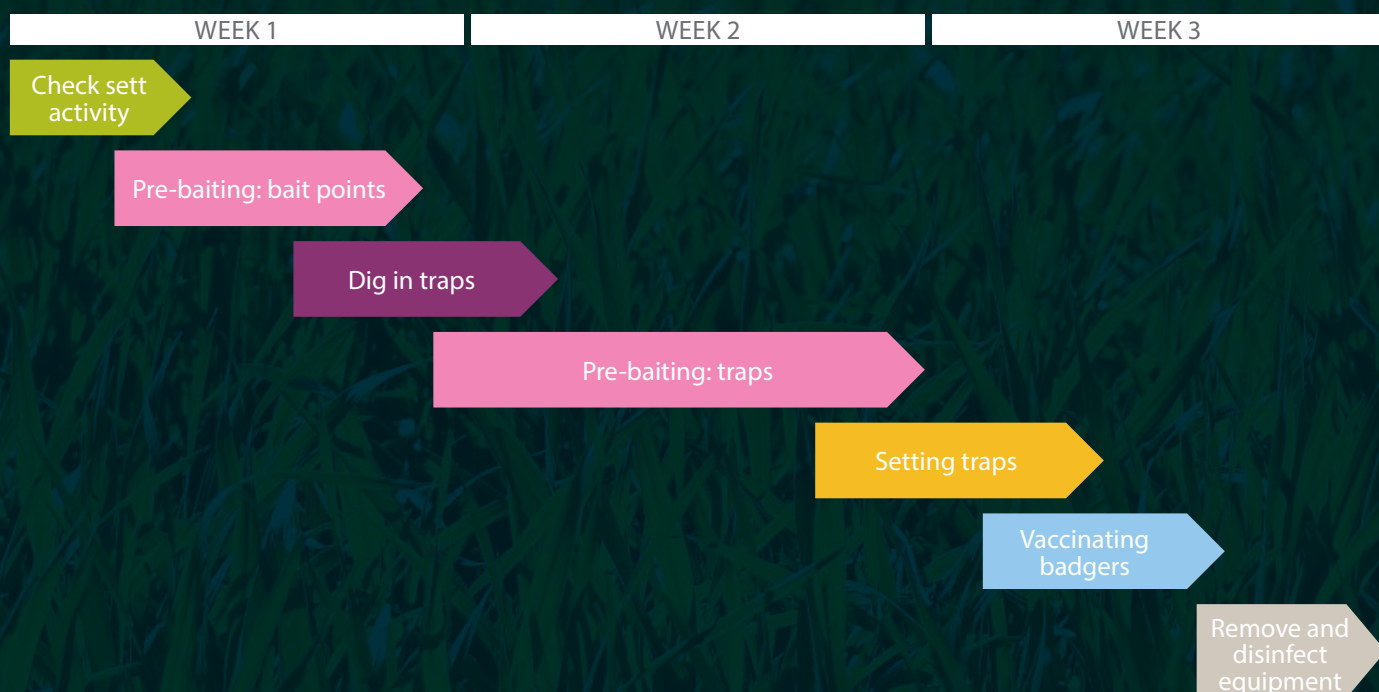 WEEK 1
WEEK 2
WEEK 3
Check sett
activity
Pre-baiting: bait points
Dig in traps
Pre-baiting: traps
Setting traps
Vaccinating
badgers
Remove and
disinfect
equipment